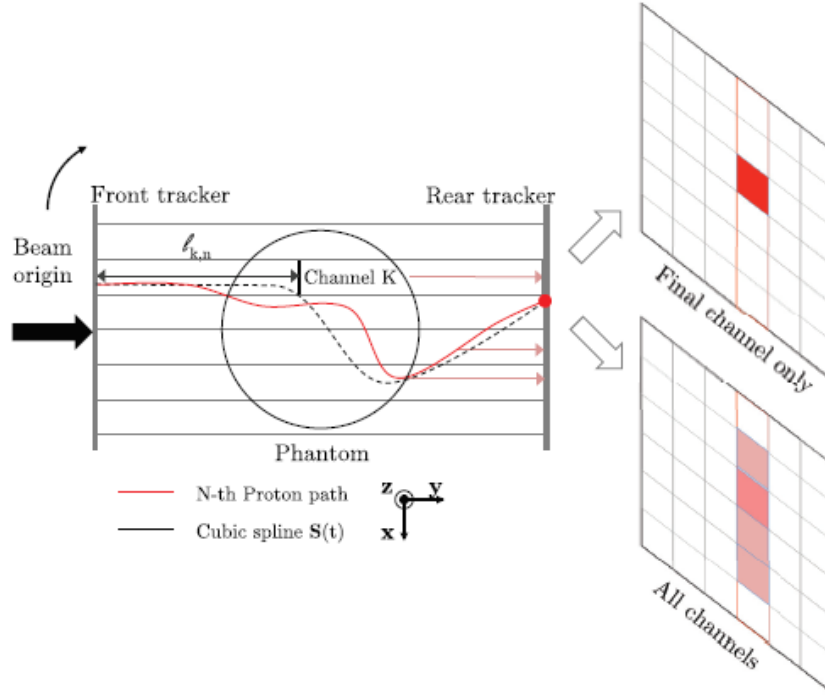 Front tracker
Rear tracker
Beam
origin
ℓk,n
Channel K
Phantom
N-th Proton path
Cubic spline S(t)
z
y
x
Final channel only
All channels